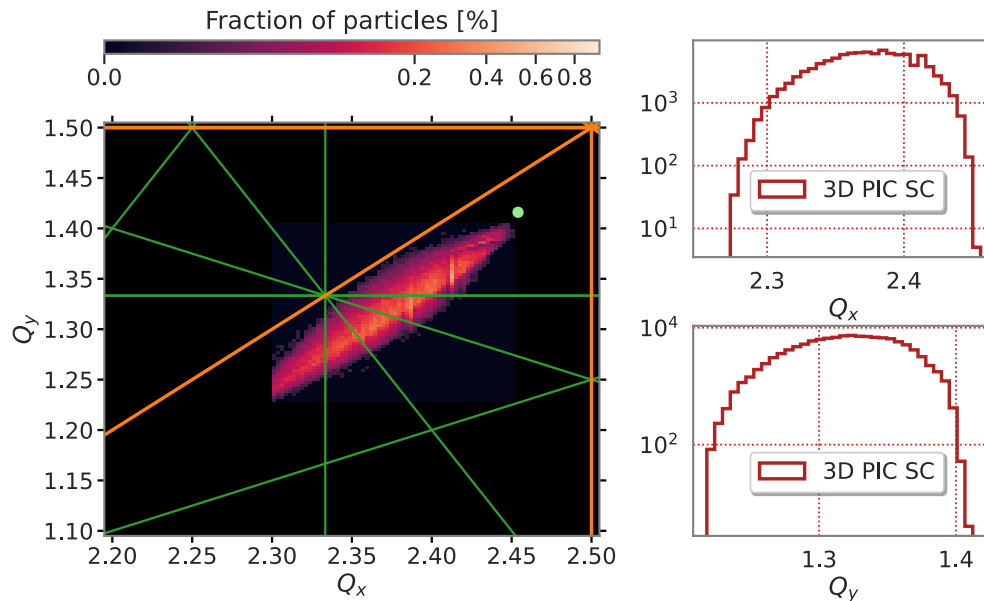 Fraction of particles [%]
0.0 0.2 0.4 0.6 0.8
1.50
1.45
1.40
1.35
1.30
1.25
1.20
1.15
1.10
Q_y
2.20 2.25 2.30 2.35 2.40 2.45 2.50
Q_x
10^3
10^2
10^1
3D PIC SC
2.3 2.4
Q_x
10^4
10^2
3D PIC SC
1.3 1.4
Q_y